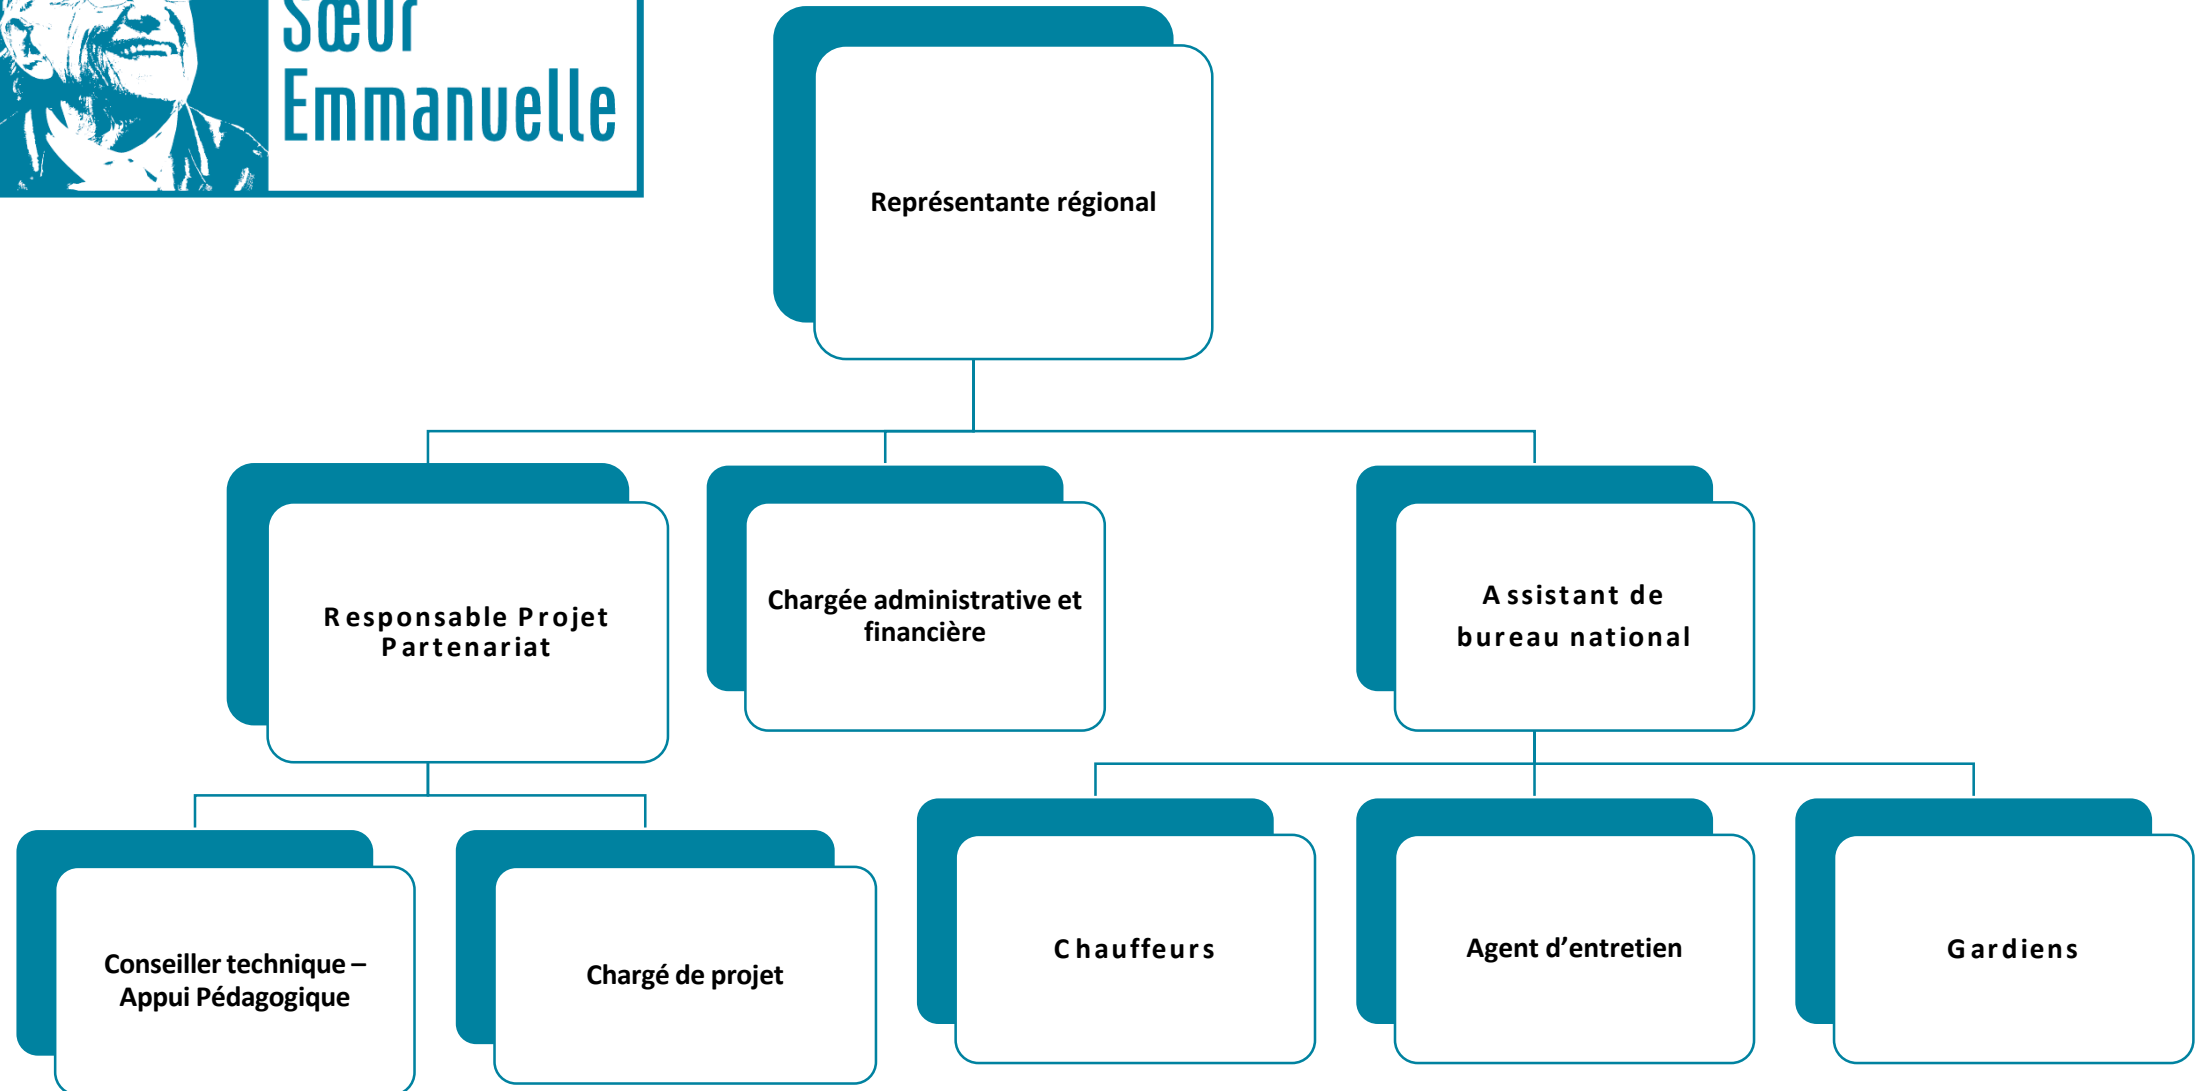 Sœur
Emmanuelle
Représentante régional
Responsable Projet
Partenariat
Chargée administrative et
financière
Assistant de
bureau national
Conseiller technique –
Appui Pédagogique
Chargé de projet
Chauffeurs
Agent d’entretien
Gardiens